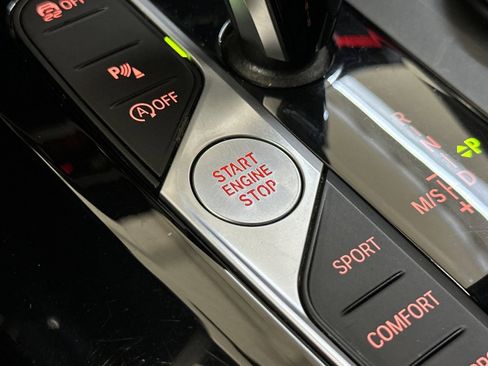 OFF
P
A OFF
START
ENGINE
STOP
R
N
P
D
M/S
+
SPORT
COMFORT